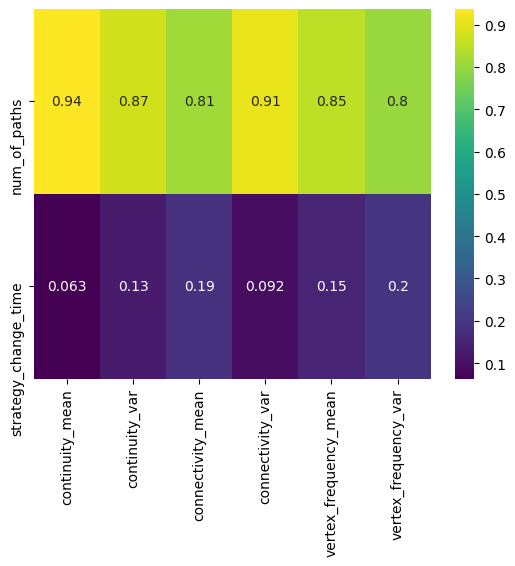 num_of_paths
0.94 0.87 0.81 0.91 0.85 0.8
strategy_change_time
0.063 0.13 0.19 0.092 0.15 0.2
continuity_mean
continuity_var
connectivity_mean
connectivity_var
vertex_frequency_mean
vertex_frequency_var
0.9
0.8
0.7
0.6
0.5
0.4
0.3
0.2
0.1